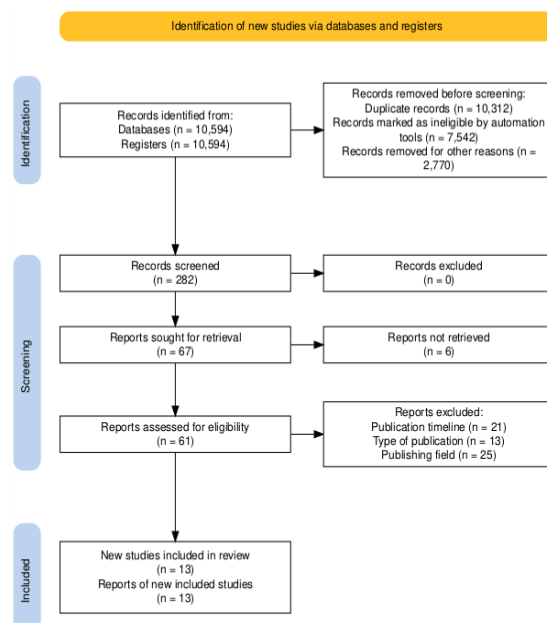 Identification of new studies via databases and registers
Identification
Records identified from:
Databases (n = 10,594)
Registers (n = 10,594)
Records removed before screening:
Duplicate records (n = 10,312)
Records marked as ineligible by automation
tools (n = 7,542)
Records removed for other reasons (n =
2,770)
Screening
Records screened
(n = 282)
Records excluded
(n = 0)
Reports sought for retrieval
(n = 67)
Reports not retrieved
(n = 6)
Reports assessed for eligibility
(n = 61)
Reports excluded:
Publication timeline (n = 21)
Type of publication (n = 13)
Publishing field (n = 25)
Included
New studies included in review
(n = 13)
Reports of new included studies
(n = 13)